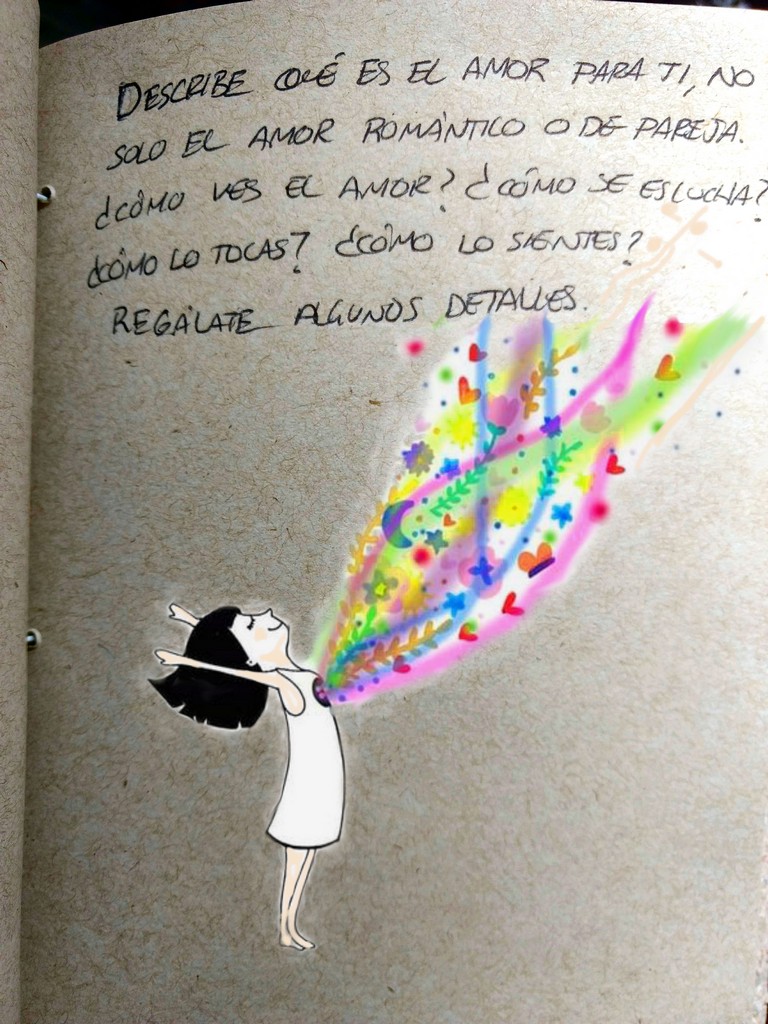 DESCRIBE QUÉ ES EL AMOR PARA TI, NO
SOLO EL AMOR ROMÁNTICO O DE PAREJA.
¿CÓMO VES EL AMOR? ¿CÓMO SE ESCUCHA?
¿CÓMO LO TOCAS? ¿CÓMO LO SIENTES?
REGÁLATE ALGUNOS DETALLES.